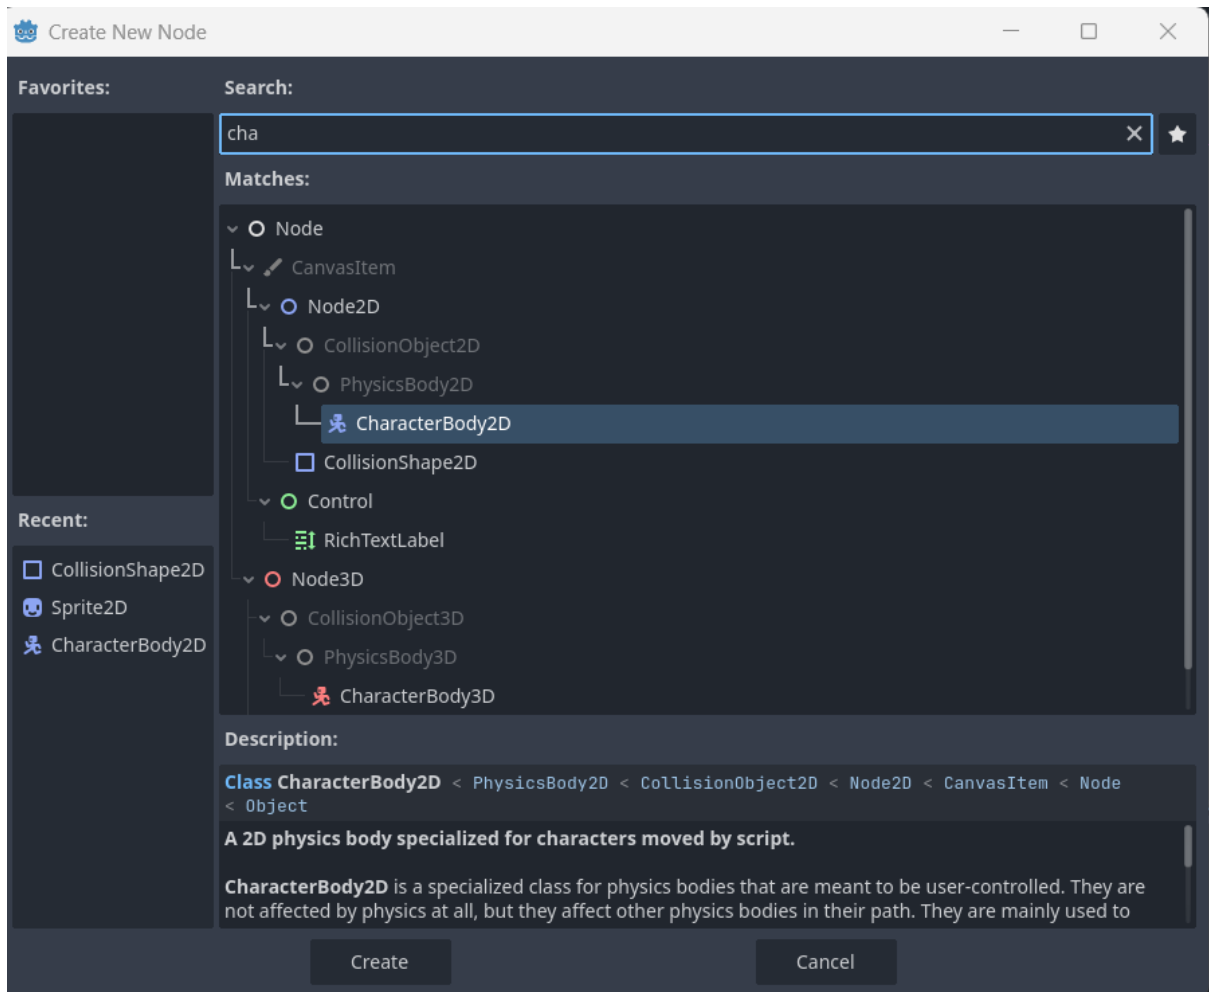 Create New Node
Favorites:
Search:
cha
Matches:
Node
CanvasItem
Node2D
CollisionObject2D
PhysicsBody2D
CharacterBody2D
CollisionShape2D
Control
RichTextLabel
Node3D
CollisionObject3D
PhysicsBody3D
CharacterBody3D
Recent:
CollisionShape2D
Sprite2D
CharacterBody2D
Description:
Class CharacterBody2D < PhysicsBody2D < CollisionObject2D < Node2D < CanvasItem < Node
< Object
A 2D physics body specialized for characters moved by script.
CharacterBody2D is a specialized class for physics bodies that are meant to be user-controlled. They are
not affected by physics at all, but they affect other physics bodies in their path. They are mainly used to
Create
Cancel